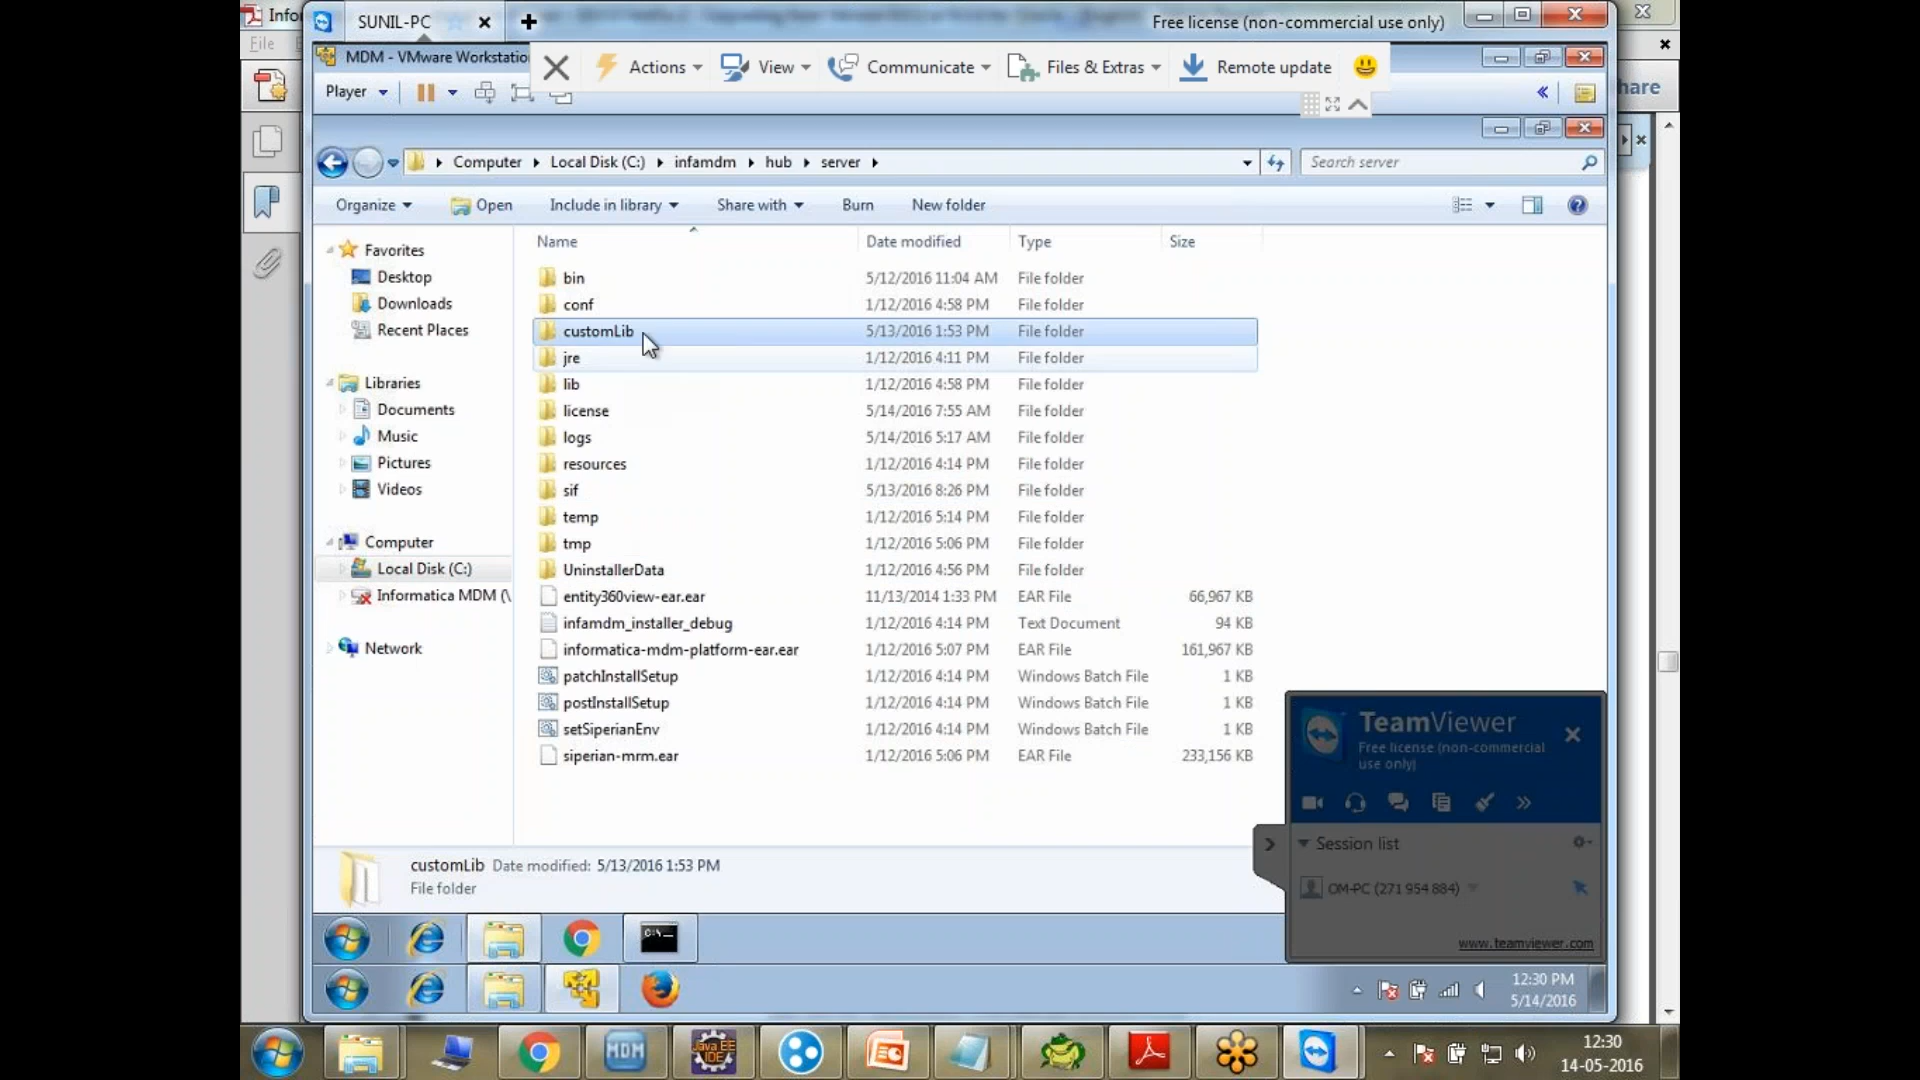 Info
SUNIL-PC
Free license (non-commercial use only)
File
MDM - VMware Workstation
Actions
View
Communicate
Files & Extras
Remote update
Player
hare
Computer
Local Disk (C:)
infamdm
hub
server
Search server
Organize
Open
Include in library
Share with
Burn
New folder
Name
Date modified
Type
Size
Favorites
Desktop
Downloads
Recent Places
Libraries
Documents
Music
Pictures
Videos
Computer
Local Disk (C:)
Informatica MDM (\
Network
bin 5/12/2016 11:04 AM File folder
conf 1/12/2016 4:58 PM File folder
customLib 5/13/2016 1:53 PM File folder
jre 1/12/2016 4:11 PM File folder
lib 1/12/2016 4:58 PM File folder
license 5/14/2016 7:55 AM File folder
logs 5/14/2016 5:17 AM File folder
resources 1/12/2016 4:14 PM File folder
sif 5/13/2016 8:26 PM File folder
temp 1/12/2016 5:14 PM File folder
tmp 1/12/2016 5:06 PM File folder
UninstallerData 1/12/2016 4:56 PM File folder
entity360view-ear.ear 11/13/2014 1:33 PM EAR File 66,967 KB
infamdm_installer_debug 1/12/2016 4:14 PM Text Document 94 KB
informatica-mdm-platform-ear.ear 1/12/2016 5:07 PM EAR File 161,967 KB
patchInstallSetup 1/12/2016 4:14 PM Windows Batch File 1 KB
postInstallSetup 1/12/2016 4:14 PM Windows Batch File 1 KB
setSiperianEnv 1/12/2016 4:14 PM Windows Batch File 1 KB
siperian-mrm.ear 1/12/2016 5:06 PM EAR File 233,156 KB
customLib Date modified: 5/13/2016 1:53 PM
File folder
TeamViewer
Free license (non-commercial
use only)
Session list
OM-PC (271 954 884)
www.teamviewer.com
12:30 PM
5/14/2016
MDM
Java EE
IDE
12:30
14-05-2016